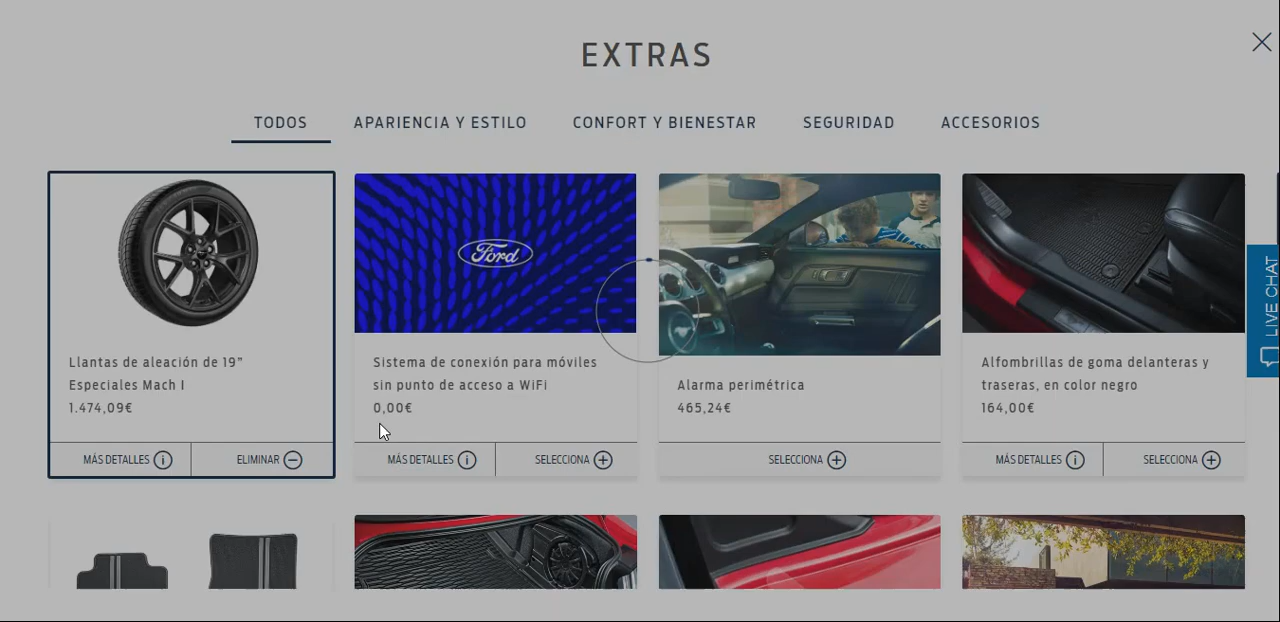 EXTRAS
TODOS APARIENCIA Y ESTILO CONFORT Y BIENESTAR SEGURIDAD ACCESORIOS
Llantas de aleación de 19”
Especiales Mach I
1.474,09€
MÁS DETALLES ELIMINAR
Ford
Sistema de conexión para móviles
sin punto de acceso a WiFi
0,00€
MÁS DETALLES SELECCIONA
Alarma perimétrica
465,24€
SELECCIONA
Alfombrillas de goma delanteras y
traseras, en color negro
164,00€
MÁS DETALLES SELECCIONA
LIVE CHAT